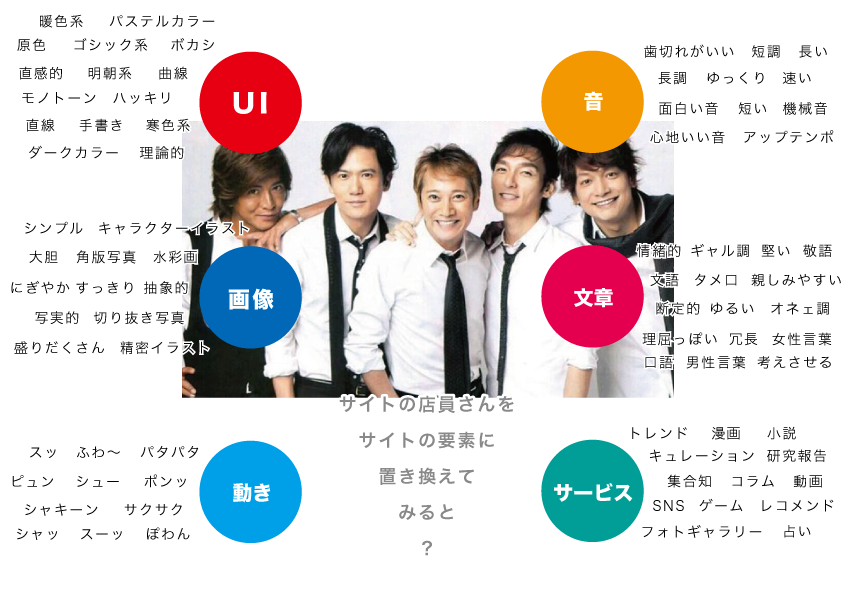 暖色系　パステルカラー
原色　ゴシック系　ボカシ
直感的　明朝系　曲線
モノトーン　ハッキリ
直線　手書き　寒色系
ダークカラー　理論的
UI
歯切れがいい　短調　長い
長調　ゆっくり　速い
面白い音　短い　機械音
心地いい音　アップテンポ
音
シンプル　キャラクターイラスト
大胆　角版写真　水彩画
にぎやか すっきり 抽象的
写実的　切り抜き写真
盛りだくさん　精密イラスト
画像
情緒的 ギャル調 堅い 敬語
文語　タメ口　親しみやすい
断定的 ゆるい　オネェ調
理屈っぽい　冗長　女性言葉
口語　男性言葉　考えさせる
文章
サイトの店員さんを
サイトの要素に
置き換えて
みると
？
スッ　ふわ〜　パタパタ
ピュン　シュー　ポンッ
シャキーン　サクサク
シャッ　スーッ　ぽわん
動き
トレンド　漫画　小説
キュレーション 研究報告
集合知　コラム　動画
SNS　ゲーム　レコメンド
フォトギャラリー　占い
サービス